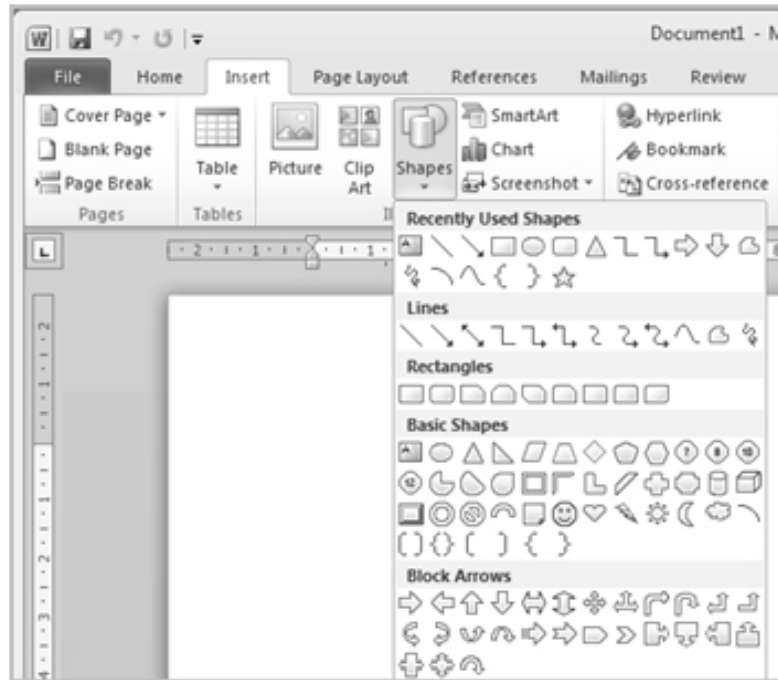 Document1 - M
File Home Insert Page Layout References Mailings Review
Cover Page
Blank Page
Page Break
Table
Picture
Clip
Art
Shapes
SmartArt
Chart
Screenshot
Hyperlink
Bookmark
Cross-reference
Pages
Tables
Recently Used Shapes
Lines
Rectangles
Basic Shapes
Block Arrows